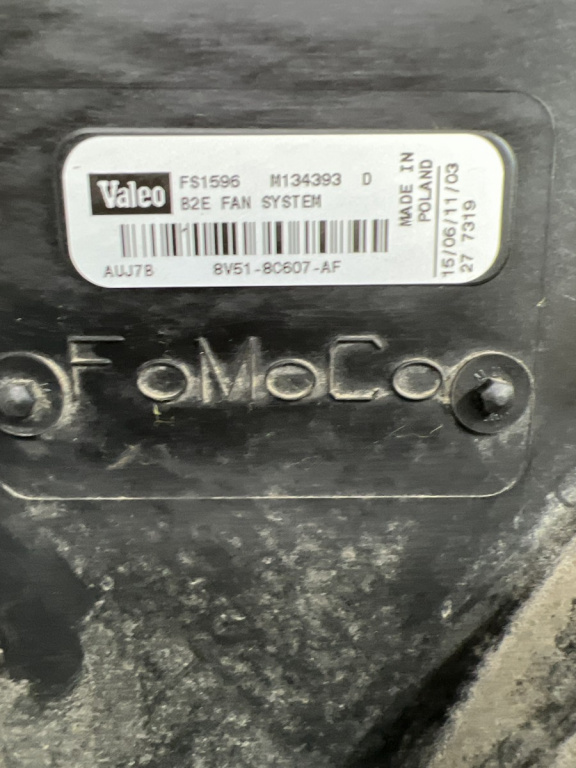 Valeo FS1596 M134393 D
B2E FAN SYSTEM
AUJ7B 8V51-8C607-AF
MADE IN
POLAND
15/06/11/03
27 7319
FoMoCo